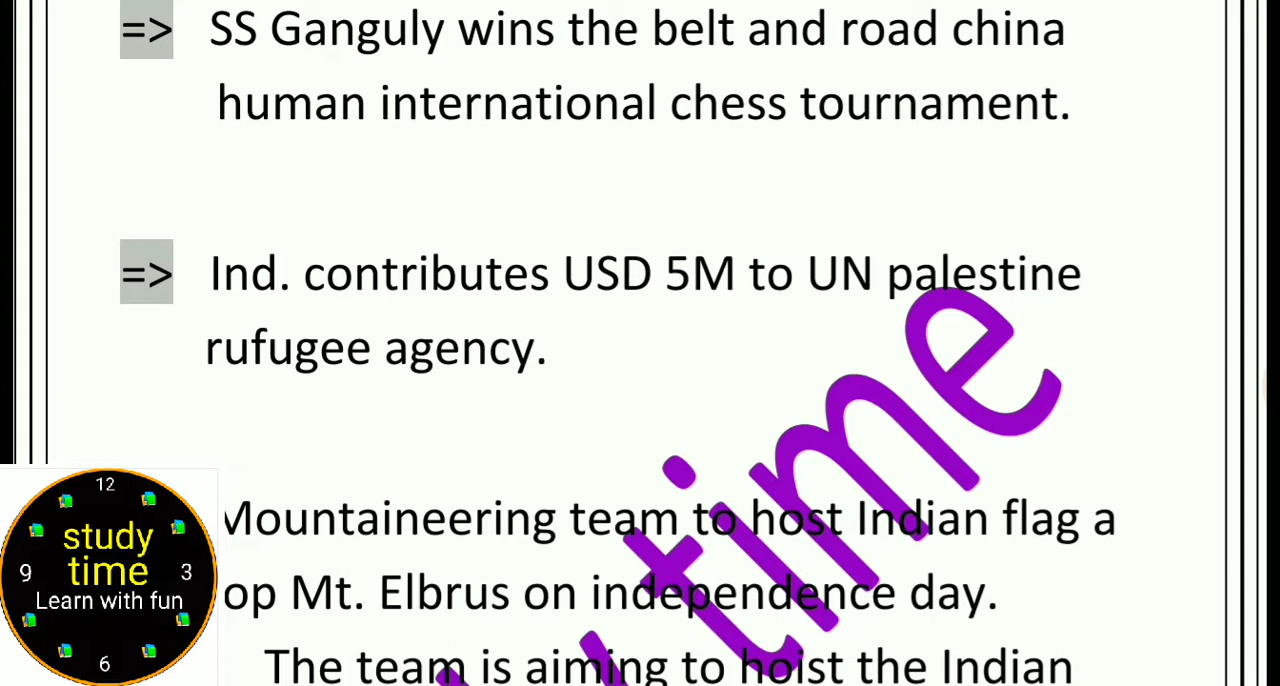 => SS Ganguly wins the belt and road china
human international chess tournament.
=> Ind. contributes USD 5M to UN palestine
rufugee agency.
Mountaineering team to host Indian flag a
op Mt. Elbrus on independence day.
The team is aiming to hoist the Indian
time
12
study
time
9 3
Learn with fun
6